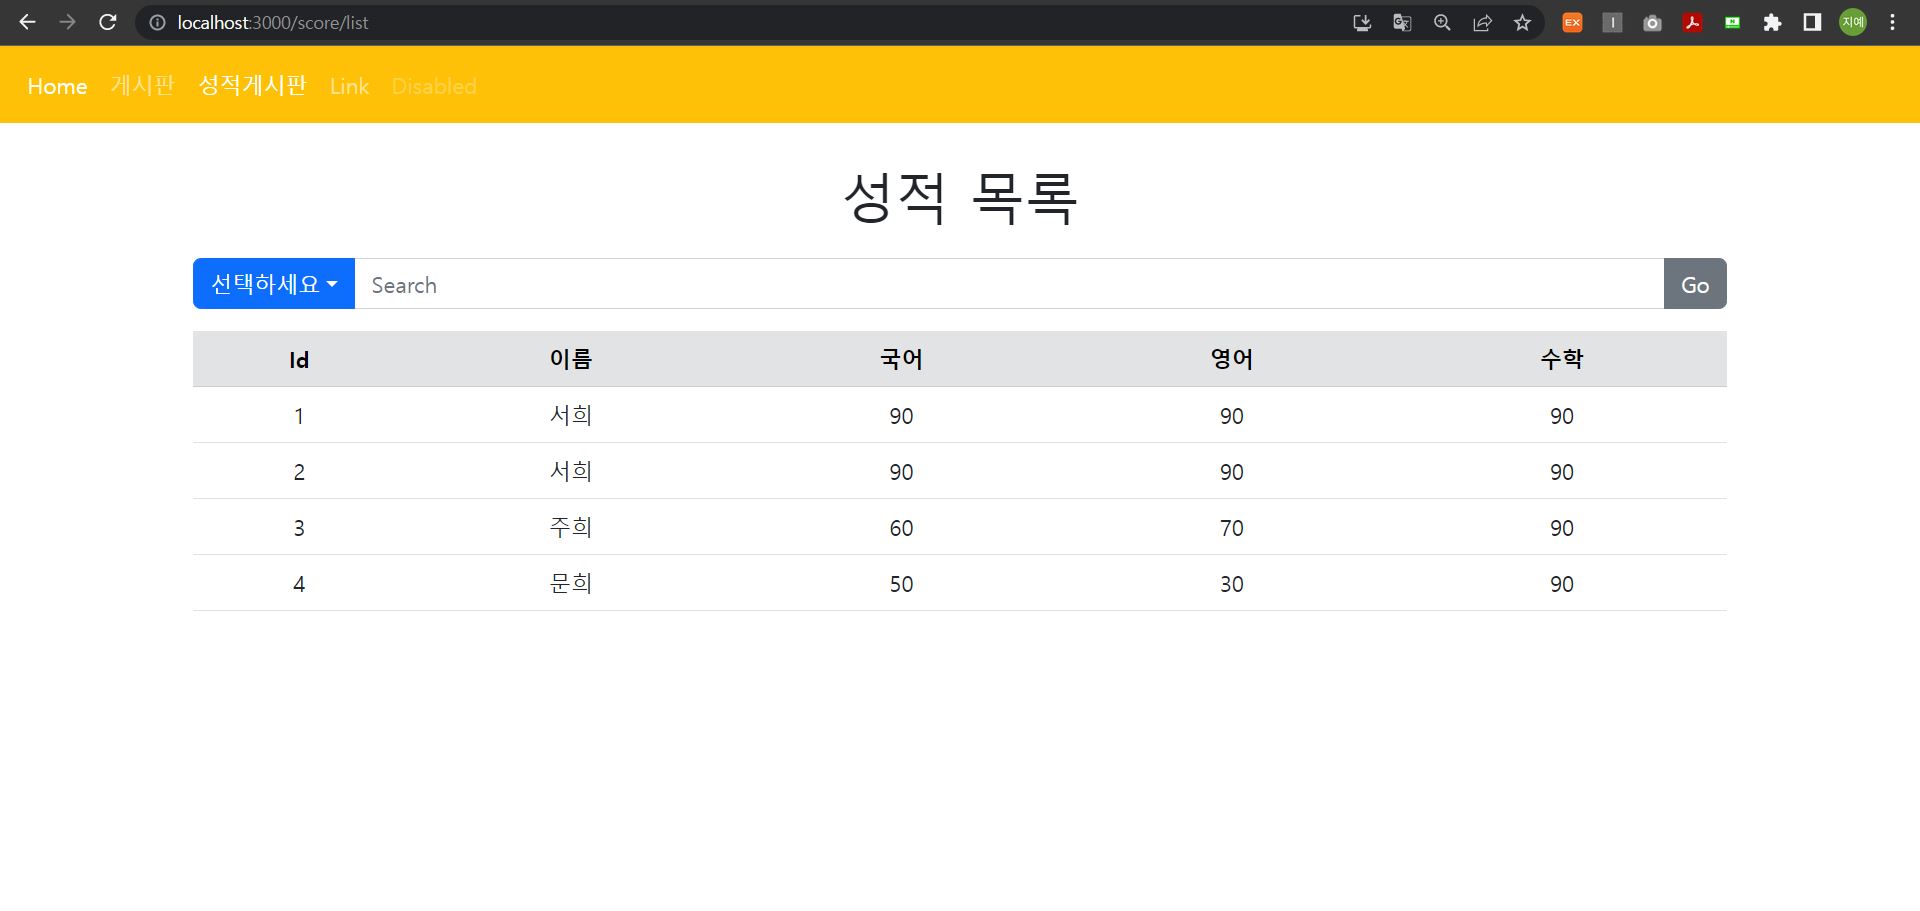 localhost:3000/score/list
EX
지예
Home 게시판 성적게시판 Link Disabled
성적 목록
선택하세요 Search Go
Id 이름 국어 영어 수학
1 서희 90 90 90
2 서희 90 90 90
3 주희 60 70 90
4 문희 50 30 90